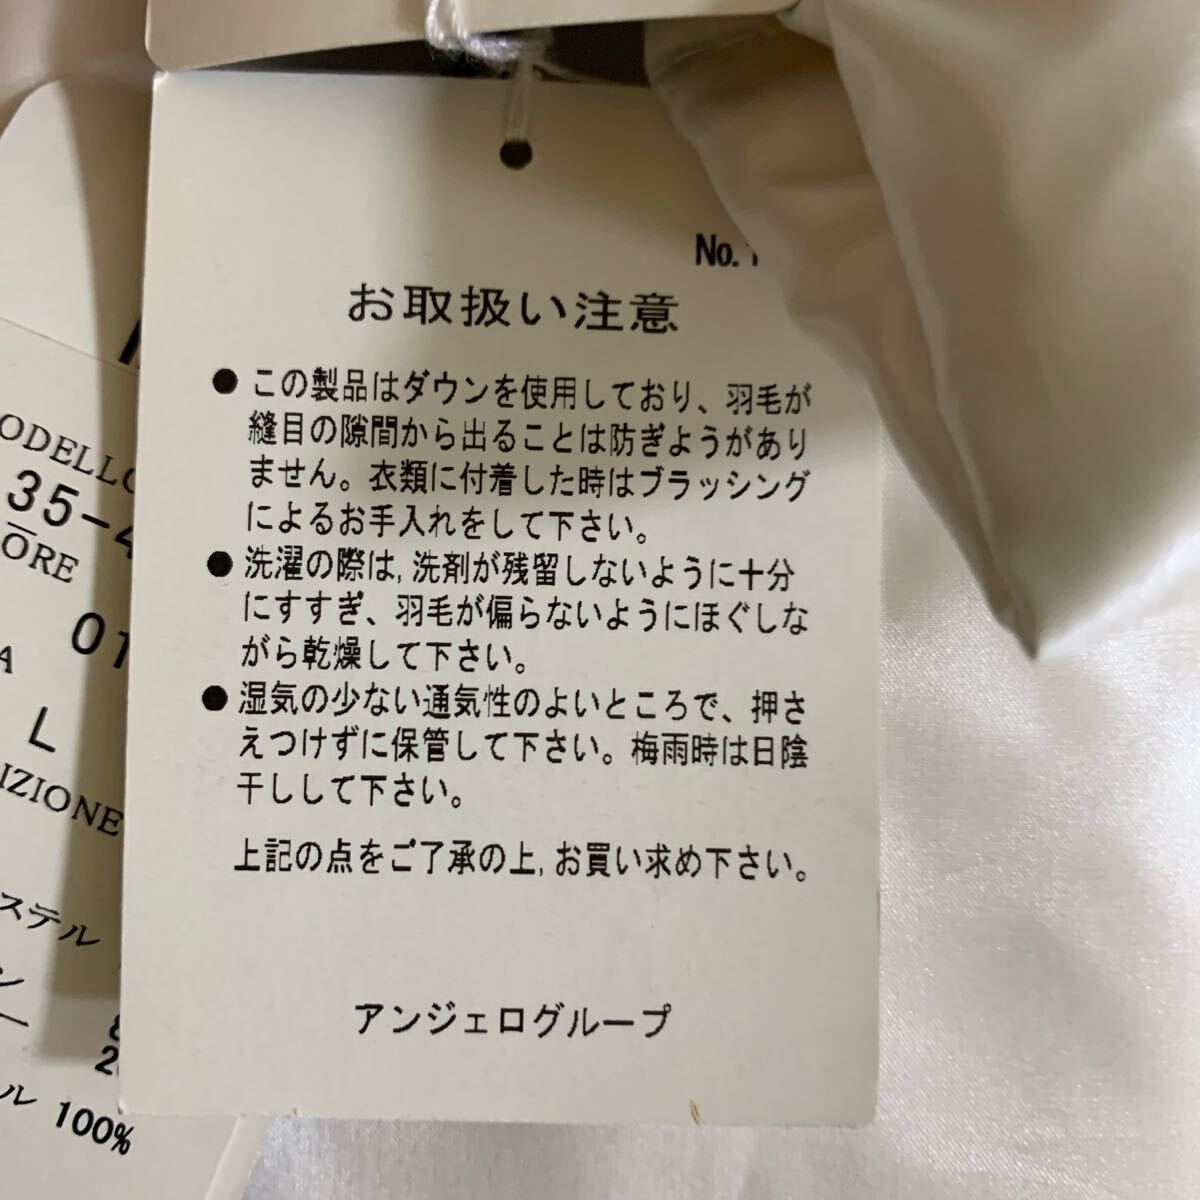 No.
お取扱い注意
● この製品はダウンを使用しており、羽毛が
縫目の隙間から出ることは防ぎようがあり
ません。衣類に付着した時はブラッシング
によるお手入れをして下さい。
● 洗濯の際は,洗剤が残留しないように十分
にすすぎ、羽毛が偏らないようにほぐしな
がら乾燥して下さい。
● 湿気の少ない通気性のよいところで、押さ
えつけずに保管して下さい。梅雨時は日陰
干しして下さい。
上記の点をご了承の上,お買い求め下さい。
アンジェログループ
ODELLO
35-4
ORE
01
A
L
IZIONE
ステル
ン
ー
ル 100%